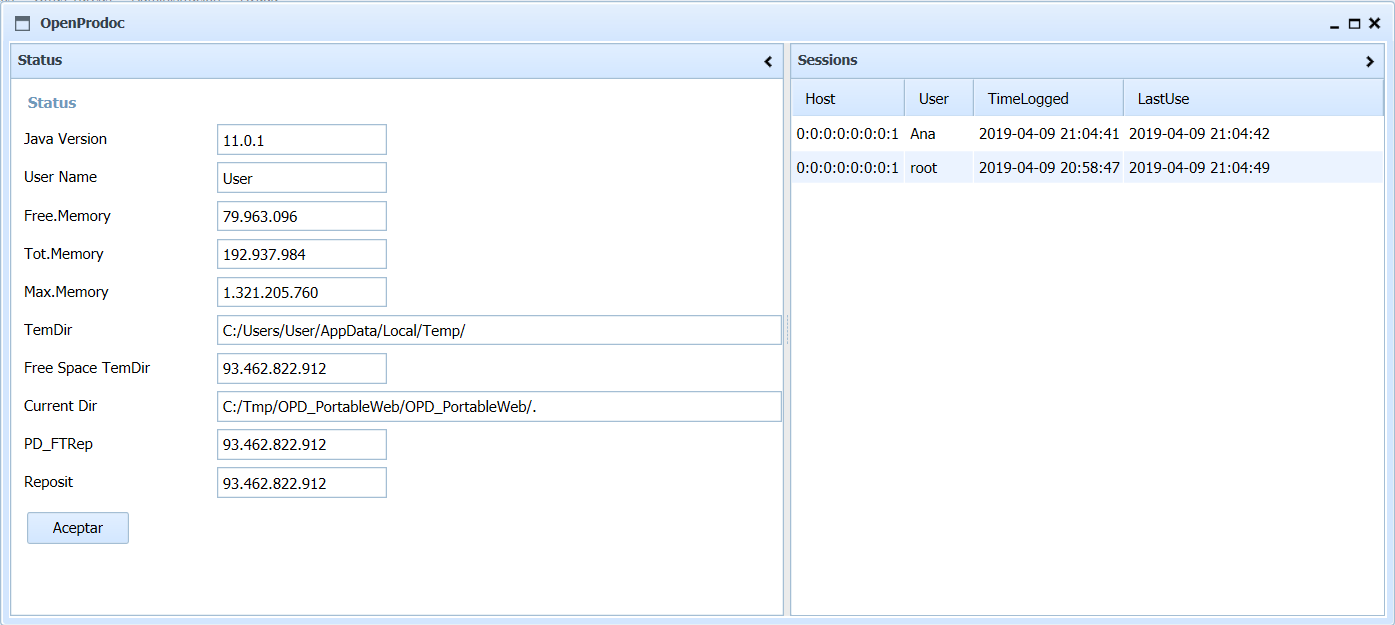 OpenProdoc
Status
Status
Java Version 11.0.1
User Name User
Free.Memory 79.963.096
Tot.Memory 192.937.984
Max.Memory 1.321.205.760
TemDir C:/Users/User/AppData/Local/Temp/
Free Space TemDir 93.462.822.912
Current Dir C:/Tmp/OPD_PortableWeb/OPD_PortableWeb/.
PD_FTRep 93.462.822.912
Reposit 93.462.822.912
Aceptar
Sessions
Host User TimeLogged LastUse
0:0:0:0:0:0:0:1 Ana 2019-04-09 21:04:41 2019-04-09 21:04:42
0:0:0:0:0:0:0:1 root 2019-04-09 20:58:47 2019-04-09 21:04:49